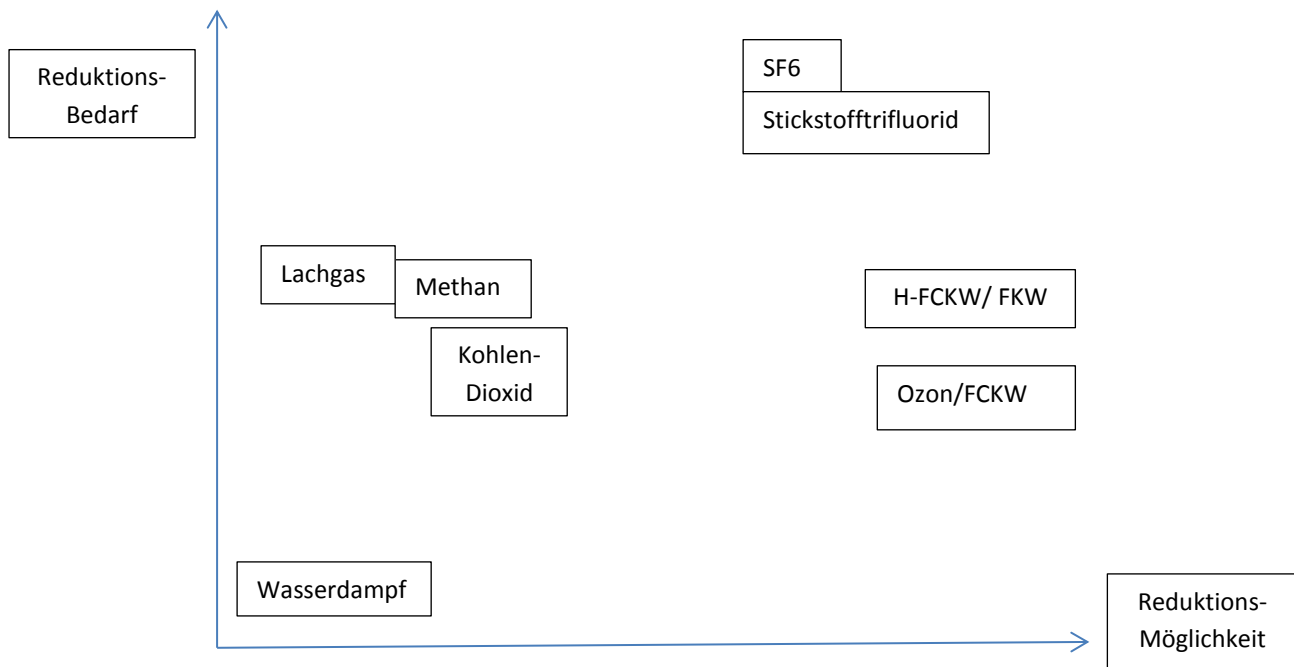 Reduktions-
Bedarf
SF6
Stickstofftrifluorid
Lachgas
Methan
H-FCKW/ FKW
Kohlen-
Dioxid
Ozon/FCKW
Wasserdampf
Reduktions-
Möglichkeit